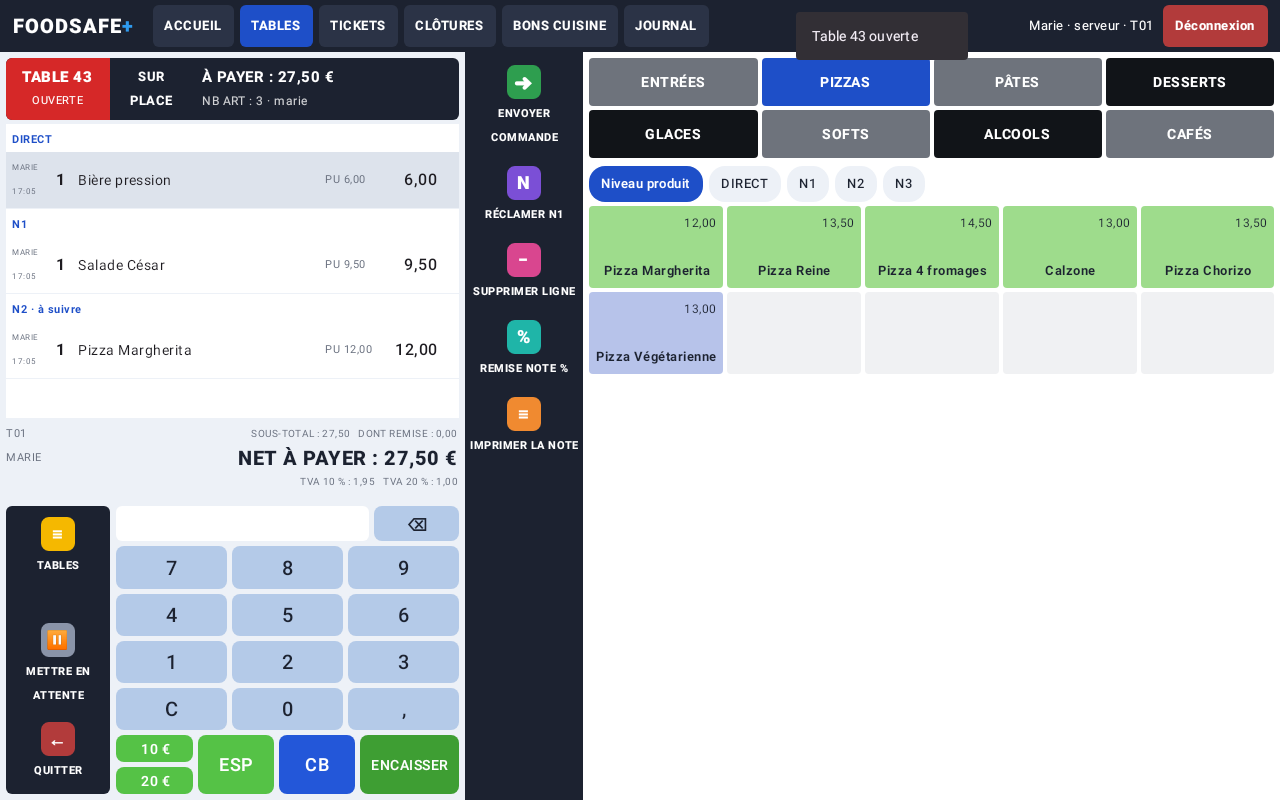 FOODSAFE+
ACCUEIL
TABLES
TICKETS
CLÔTURES
BONS CUISINE
JOURNAL
Table 43 ouverte
Marie · serveur · T01
Déconnexion
TABLE 43
OUVERTE
SUR
PLACE
À PAYER : 27,50 €
NB ART : 3 · marie
DIRECT
MARIE
17:05
1 Bière pression PU 6,00 6,00
N1
MARIE
17:05
1 Salade César PU 9,50 9,50
N2 · à suivre
MARIE
17:05
1 Pizza Margherita PU 12,00 12,00
T01
MARIE
SOUS-TOTAL : 27,50 DONT REMISE : 0,00
NET À PAYER : 27,50 €
TVA 10 % : 1,95 TVA 20 % : 1,00
TABLES
METTRE EN
ATTENTE
←
QUITTER
⌫
7 8 9
4 5 6
1 2 3
C 0 ,
10 €
20 €
ESP
CB
ENCAISSER
➜
ENVOYER
COMMANDE
N
RÉCLAMER N1
−
SUPPRIMER LIGNE
%
REMISE NOTE %
≡
IMPRIMER LA NOTE
ENTRÉES
PIZZAS
PÂTES
DESSERTS
GLACES
SOFTS
ALCOOLS
CAFÉS
Niveau produit
DIRECT
N1
N2
N3
12,00
Pizza Margherita
13,50
Pizza Reine
14,50
Pizza 4 fromages
13,00
Calzone
13,50
Pizza Chorizo
13,00
Pizza Végétarienne